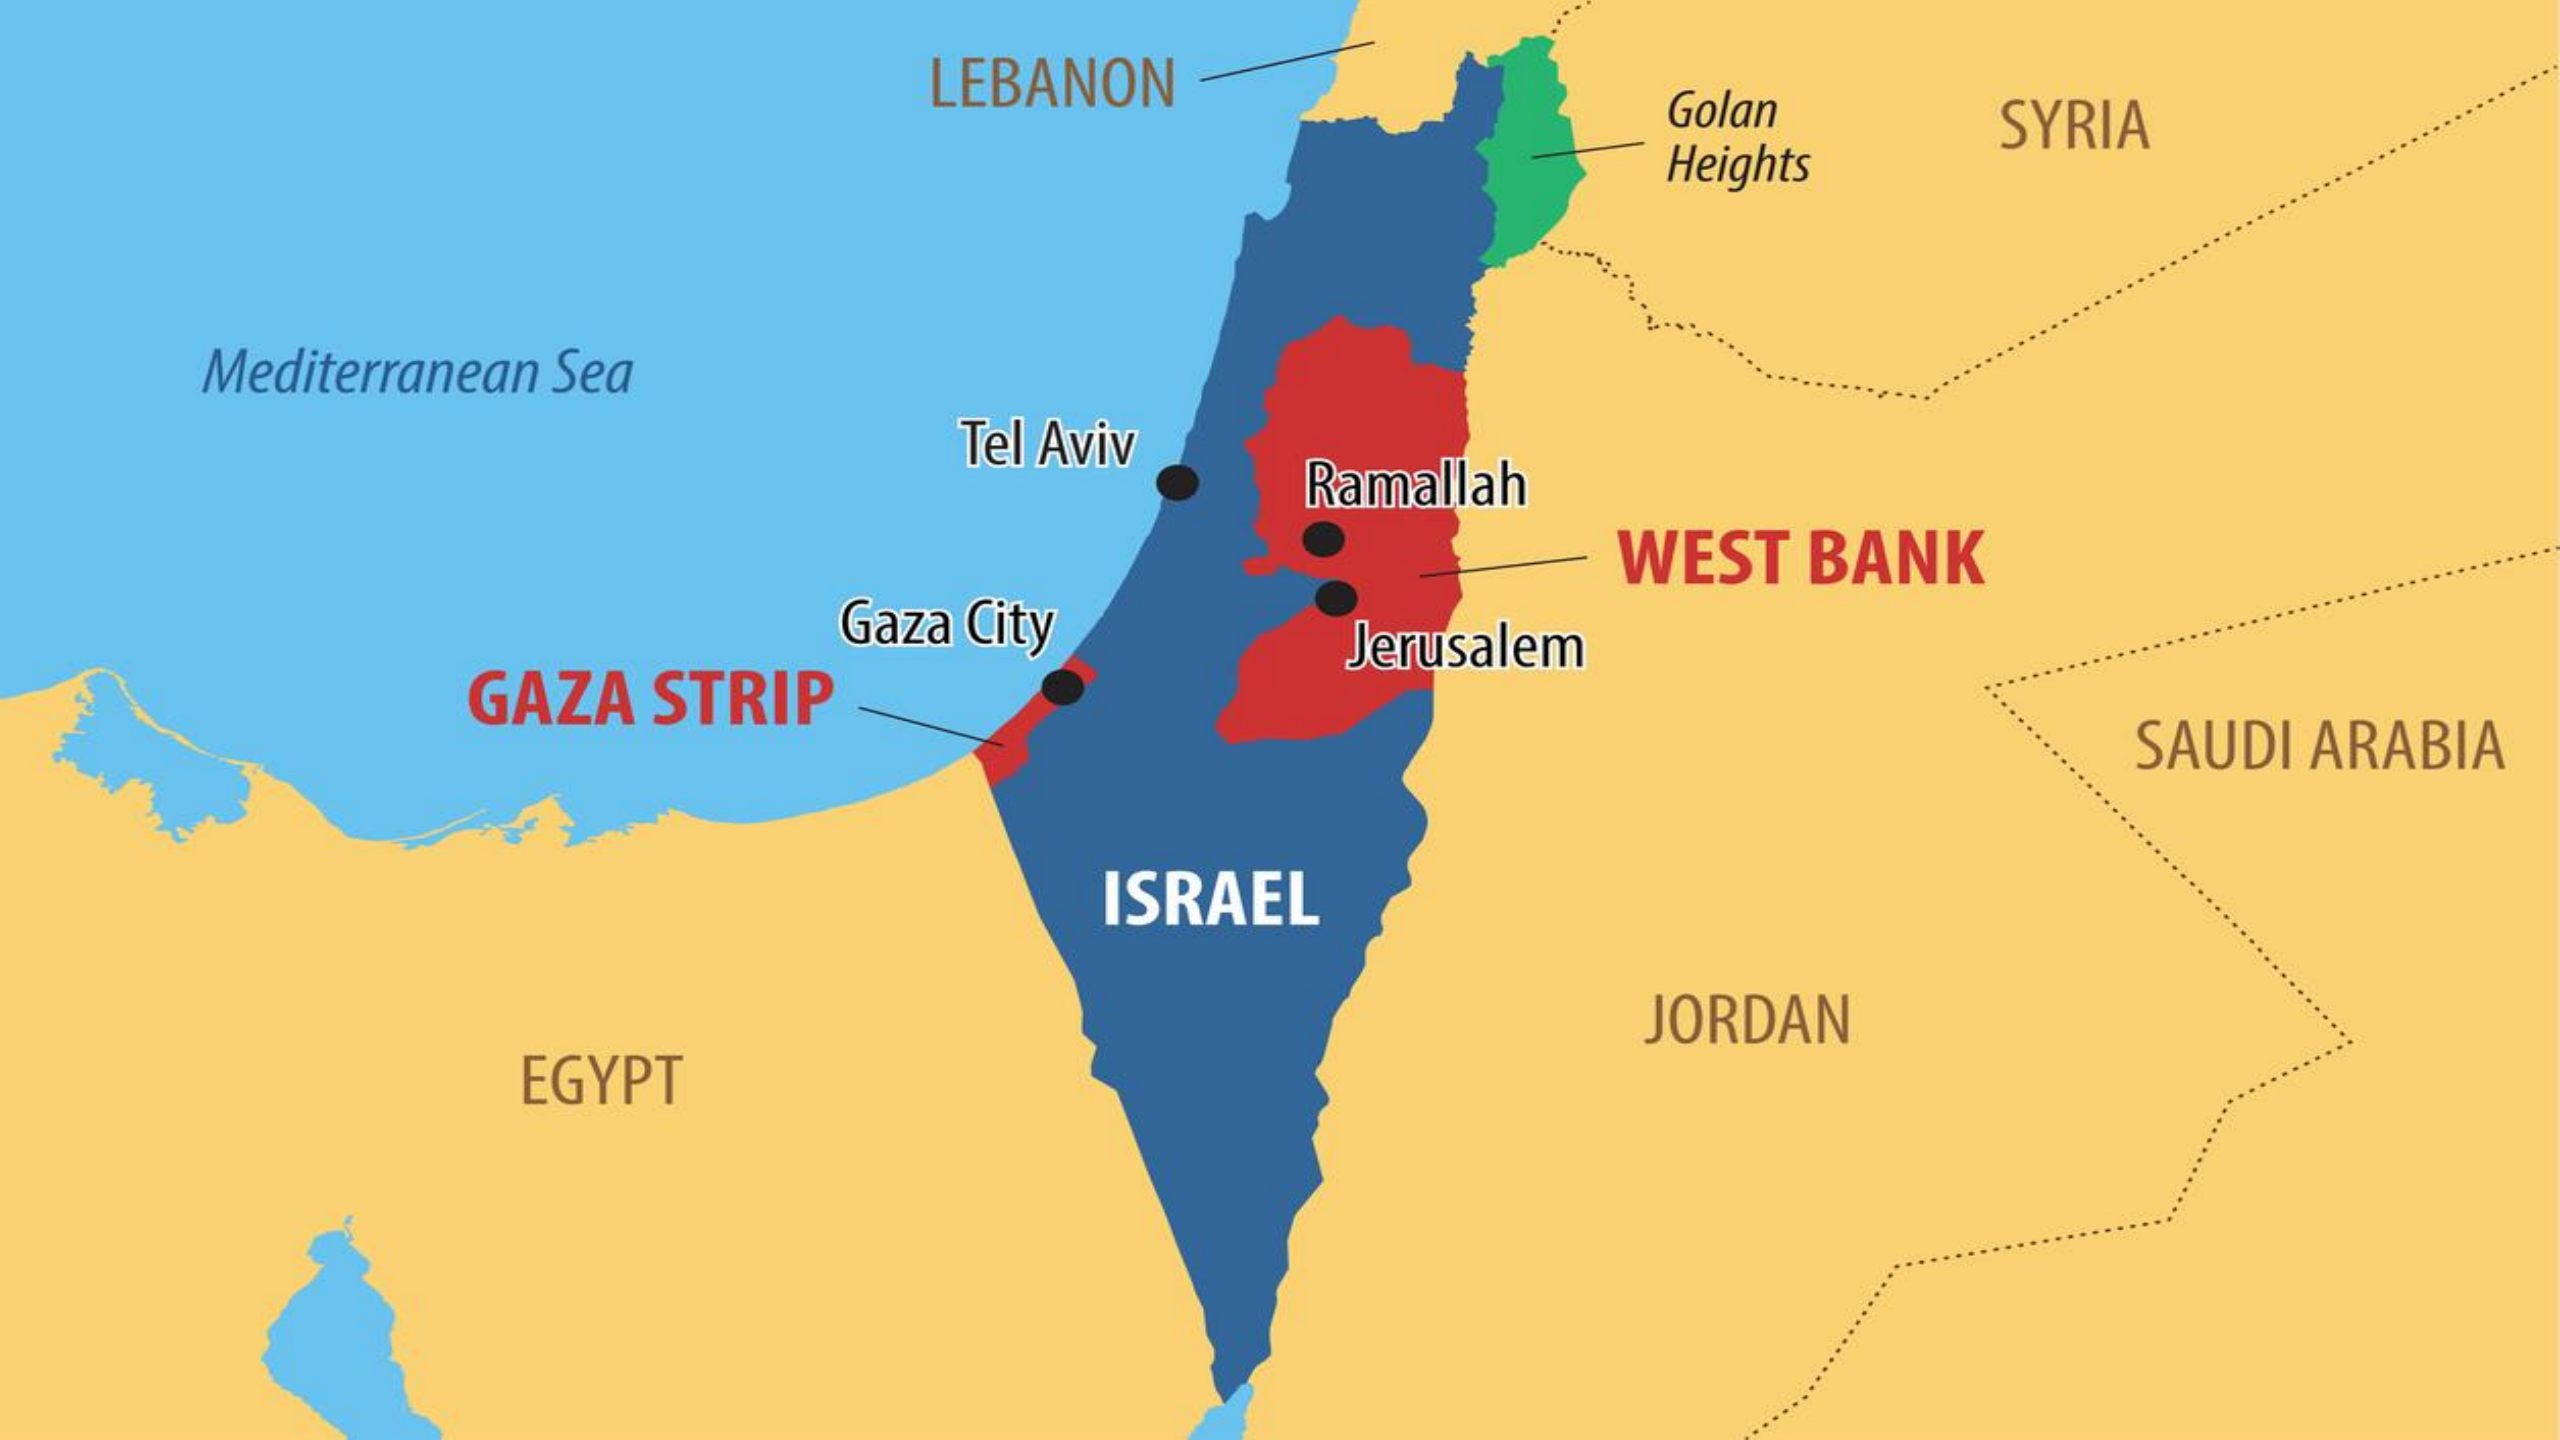 LEBANON
Golan
Heights
SYRIA
Mediterranean Sea
Tel Aviv
Ramallah
WEST BANK
Gaza City
Jerusalem
GAZA STRIP
SAUDI ARABIA
ISRAEL
JORDAN
EGYPT